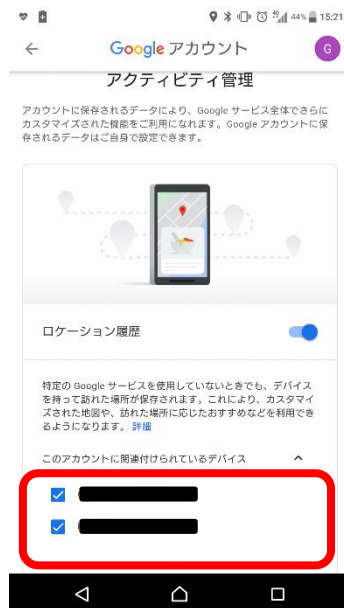 44% 15:21
Google アカウント
G
アクティビティ管理
アカウントに保存されるデータにより、Google サービス全体でさらに
カスタマイズされた機能をご利用になれます。Google アカウントに保
存されるデータはご自身で設定できます。
ロケーション履歴
特定の Google サービスを使用していないときでも、デバイス
を持って訪れた場所が保存されます。これにより、カスタマイ
ズされた地図や、訪れた場所に応じたおすすめなどを利用でき
るようになります。 詳細
このアカウントに関連付けられているデバイス